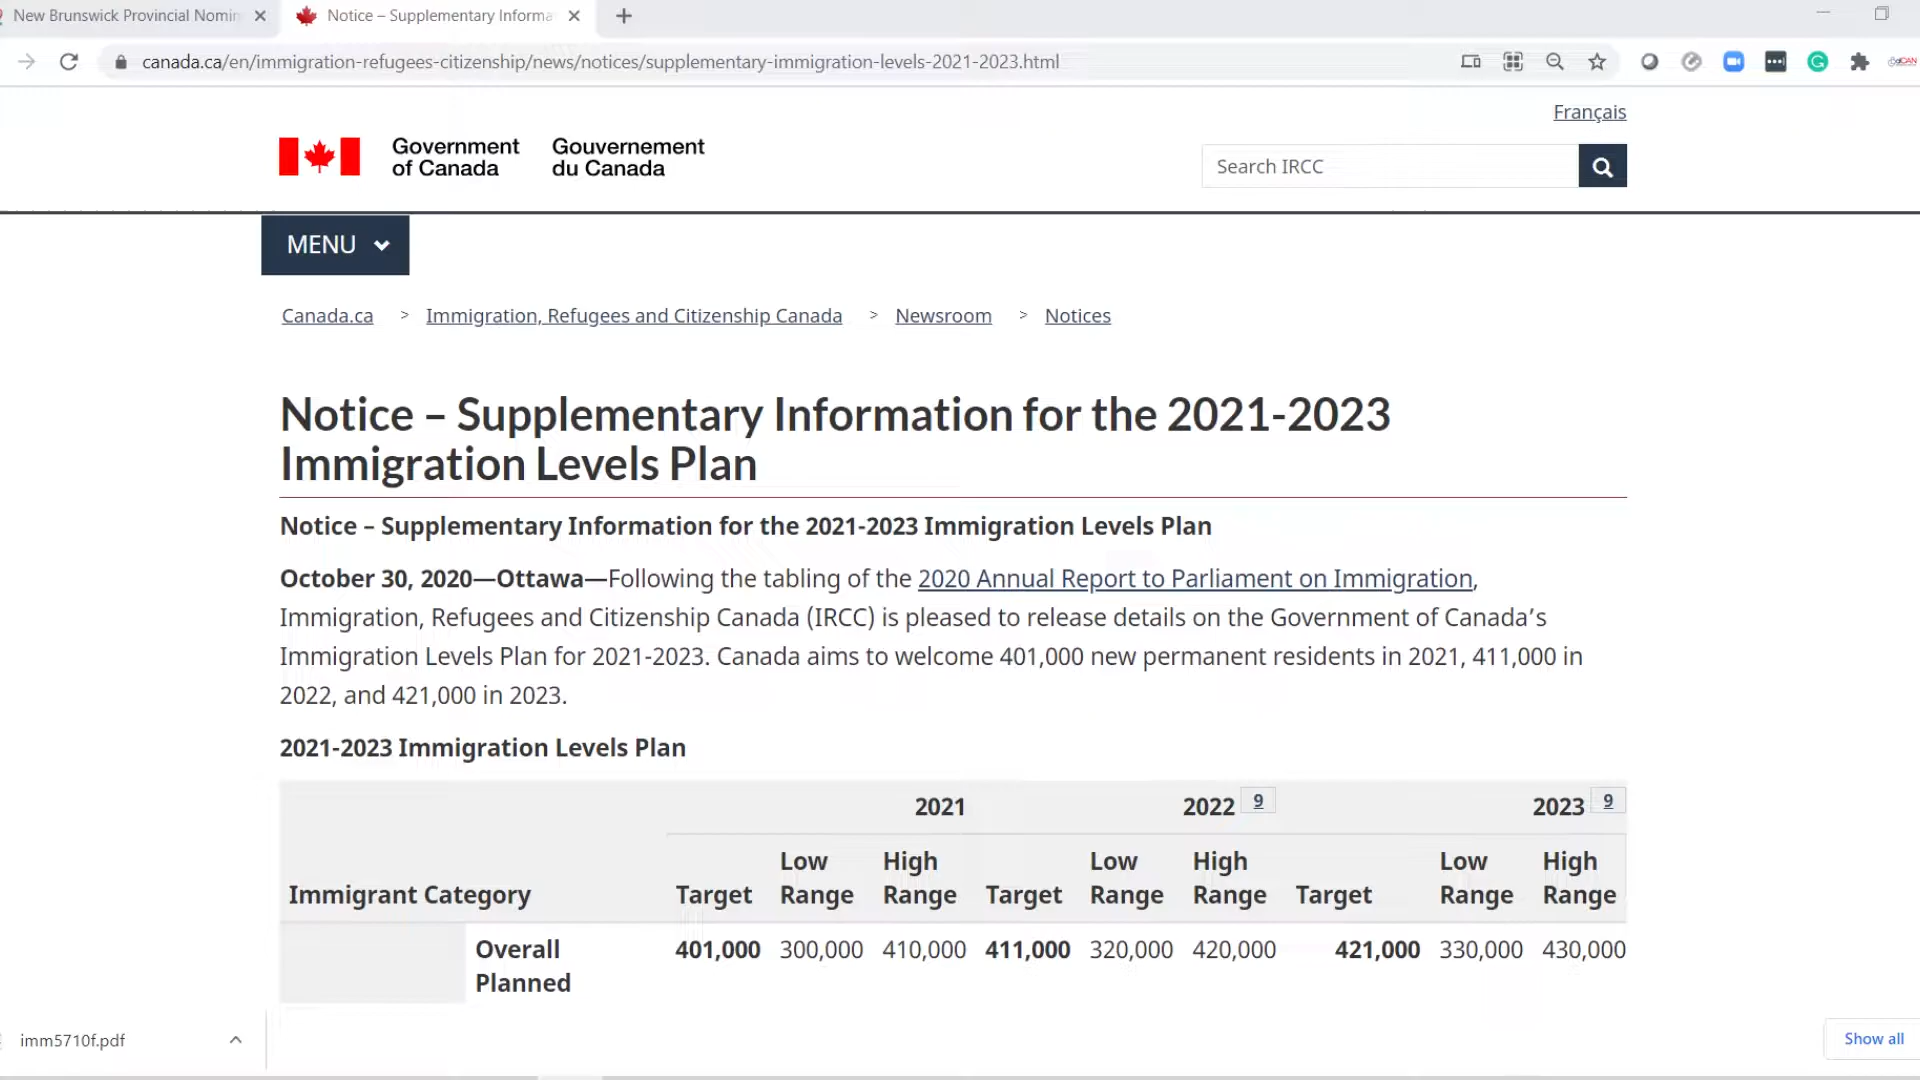 New Brunswick Provincial Nomin
Notice – Supplementary Informa
canada.ca/en/immigration-refugees-citizenship/news/notices/supplementary-immigration-levels-2021-2023.html
Français
Government of Canada
Gouvernement du Canada
Search IRCC
MENU
Canada.ca > Immigration, Refugees and Citizenship Canada > Newsroom > Notices
Notice – Supplementary Information for the 2021-2023
Immigration Levels Plan
Notice – Supplementary Information for the 2021-2023 Immigration Levels Plan
October 30, 2020—Ottawa—Following the tabling of the 2020 Annual Report to Parliament on Immigration,
Immigration, Refugees and Citizenship Canada (IRCC) is pleased to release details on the Government of Canada’s
Immigration Levels Plan for 2021-2023. Canada aims to welcome 401,000 new permanent residents in 2021, 411,000 in
2022, and 421,000 in 2023.
2021-2023 Immigration Levels Plan
2021 2022 9 2023 9
Immigrant Category Target Low Range High Range Target Low Range High Range Target Low Range High Range
Overall Planned 401,000 300,000 410,000 411,000 320,000 420,000 421,000 330,000 430,000
imm5710f.pdf
Show all